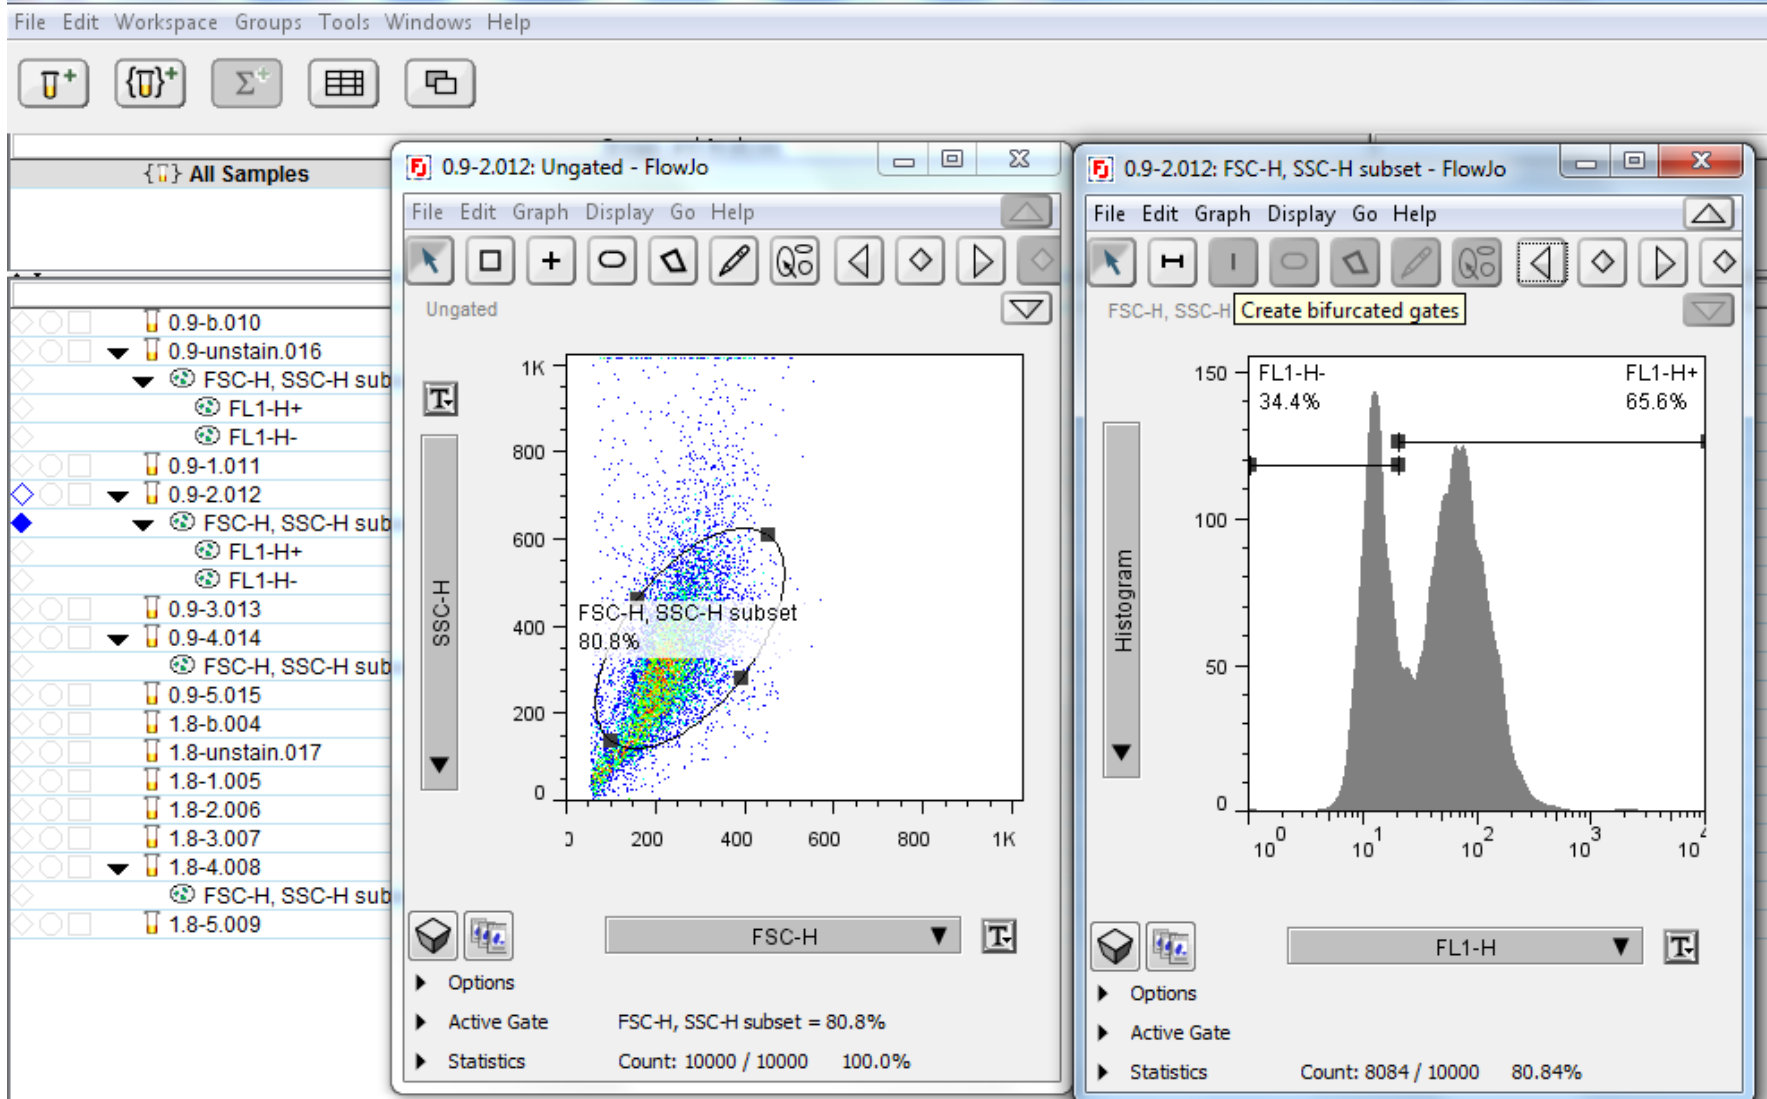 File Edit Workspace Groups Tools Windows Help
{ } All Samples
0.9-b.010
0.9-unstain.016
FSC-H, SSC-H sub
FL1-H+
FL1-H-
0.9-1.011
0.9-2.012
FSC-H, SSC-H sub
FL1-H+
FL1-H-
0.9-3.013
0.9-4.014
FSC-H, SSC-H sub
0.9-5.015
1.8-b.004
1.8-unstain.017
1.8-1.005
1.8-2.006
1.8-3.007
1.8-4.008
FSC-H, SSC-H sub
1.8-5.009
0.9-2.012: Ungated - FlowJo
File Edit Graph Display Go Help
Ungated
1K
800
600
400
200
0
SSC-H
FSC-H, SSC-H subset
80.8%
200 400 600 800 1K
FSC-H
Options
Active Gate FSC-H, SSC-H subset = 80.8%
Statistics Count: 10000 / 10000 100.0%
0.9-2.012: FSC-H, SSC-H subset - FlowJo
File Edit Graph Display Go Help
FSC-H, SSC-H
Create bifurcated gates
150
100
50
0
Histogram
FL1-H-
34.4%
FL1-H+
65.6%
10^0 10^1 10^2 10^3 10^4
FL1-H
Options
Active Gate
Statistics Count: 8084 / 10000 80.84%